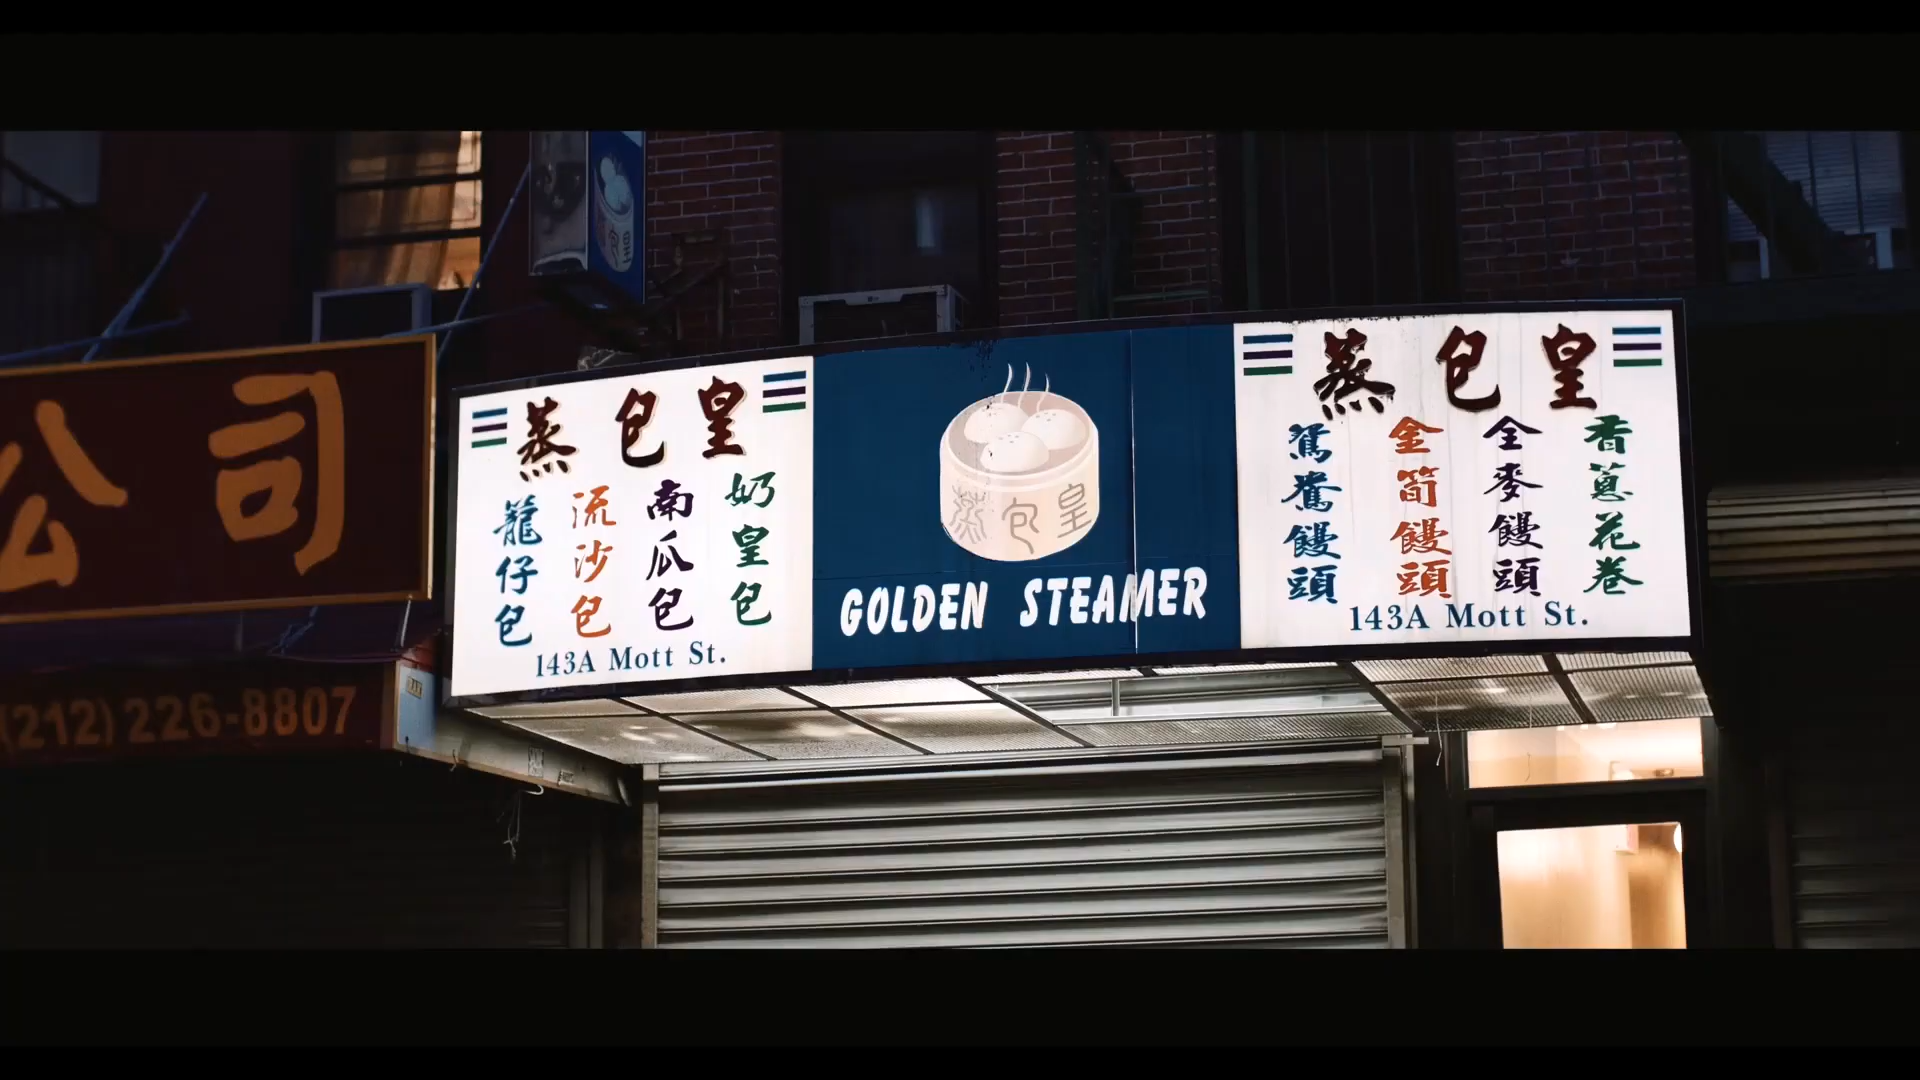 公司
(212) 226-8807
蒸包皇
籠仔包
流沙包
南瓜包
奶皇包
143A Mott St.
蒸包皇
GOLDEN STEAMER
蒸包皇
鴛鴦饅頭
金筍饅頭
全麥饅頭
香蔥花卷
143A Mott St.